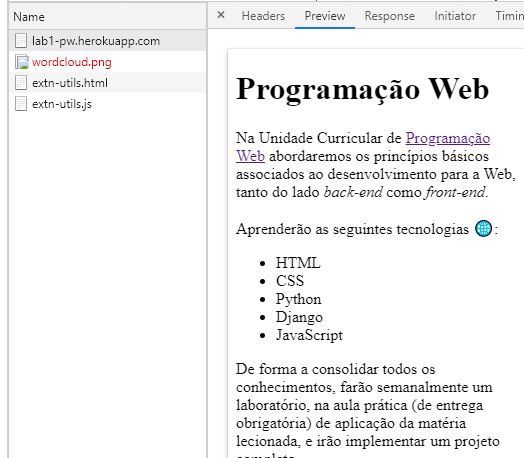 Name
lab1-pw.herokuapp.com
wordcloud.png
extn-utils.html
extn-utils.js
× Headers Preview Response Initiator Timing
Programação Web
Na Unidade Curricular de Programação
Web abordaremos os princípios básicos
associados ao desenvolvimento para a Web,
tanto do lado back-end como front-end.
Aprenderão as seguintes tecnologias 🌐:
• HTML
• CSS
• Python
• Django
• JavaScript
De forma a consolidar todos os
conhecimentos, farão semanalmente um
laboratório, na aula prática (de entrega
obrigatória) de aplicação da matéria
lecionada, e irão implementar um projeto
completo